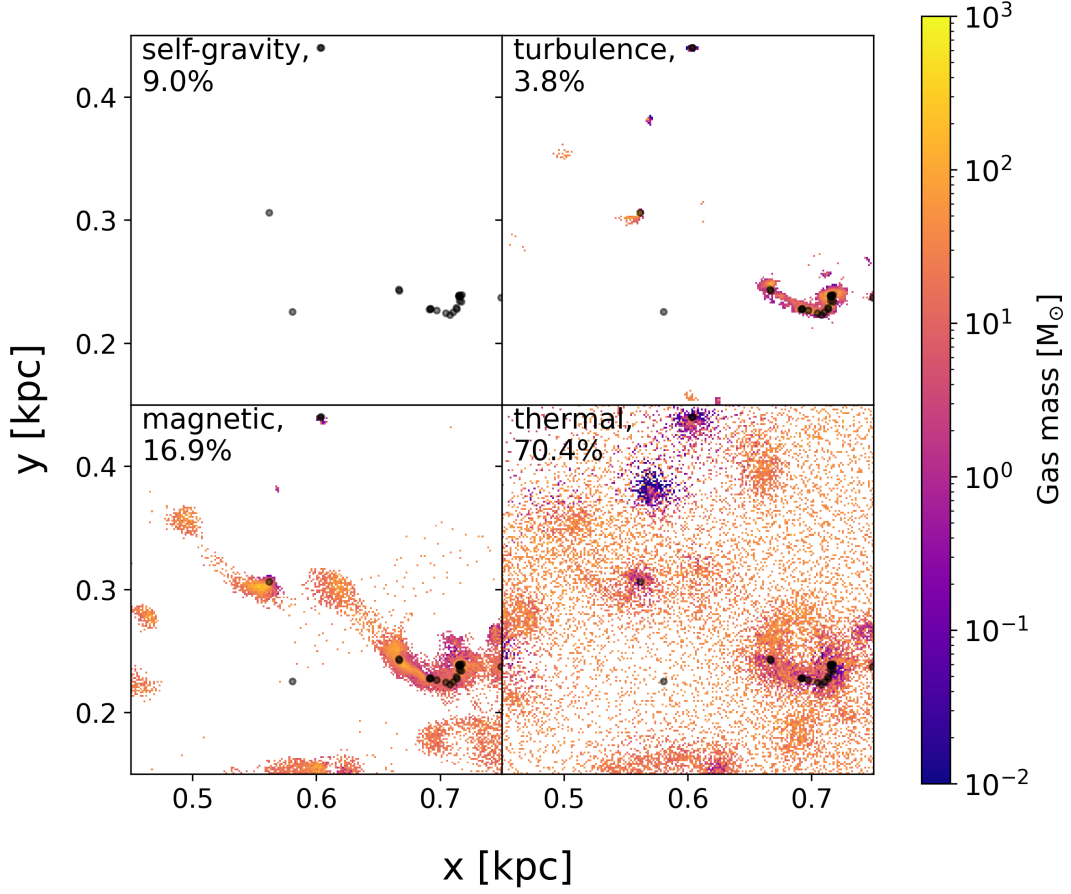 self-gravity,
9.0%
turbulence,
3.8%
magnetic,
16.9%
thermal,
70.4%
0.4
0.3
0.2
0.4
0.3
0.2
y [kpc]
0.5 0.6 0.7 0.5 0.6 0.7
x [kpc]
10³
10²
10¹
10⁰
10⁻¹
10⁻²
Gas mass [M☉]